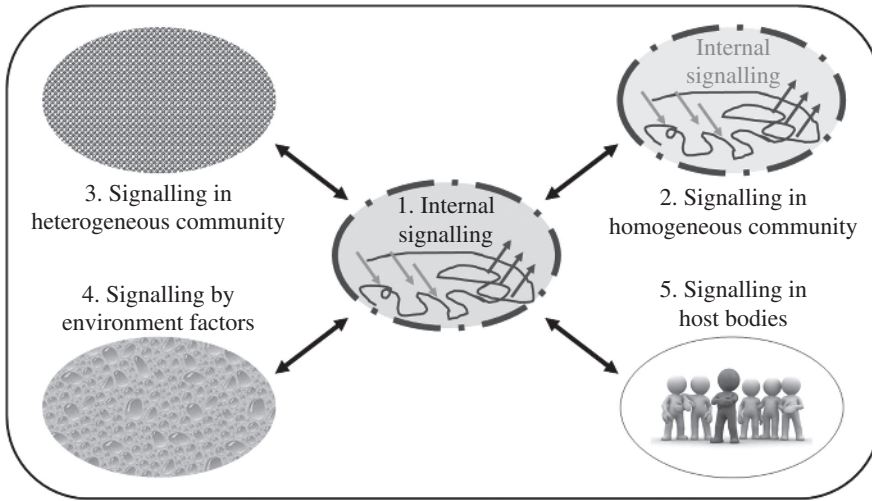 Internal
signalling
3. Signalling in
heterogeneous community
1. Internal
signalling
2. Signalling in
homogeneous community
4. Signalling by
environment factors
5. Signalling in
host bodies